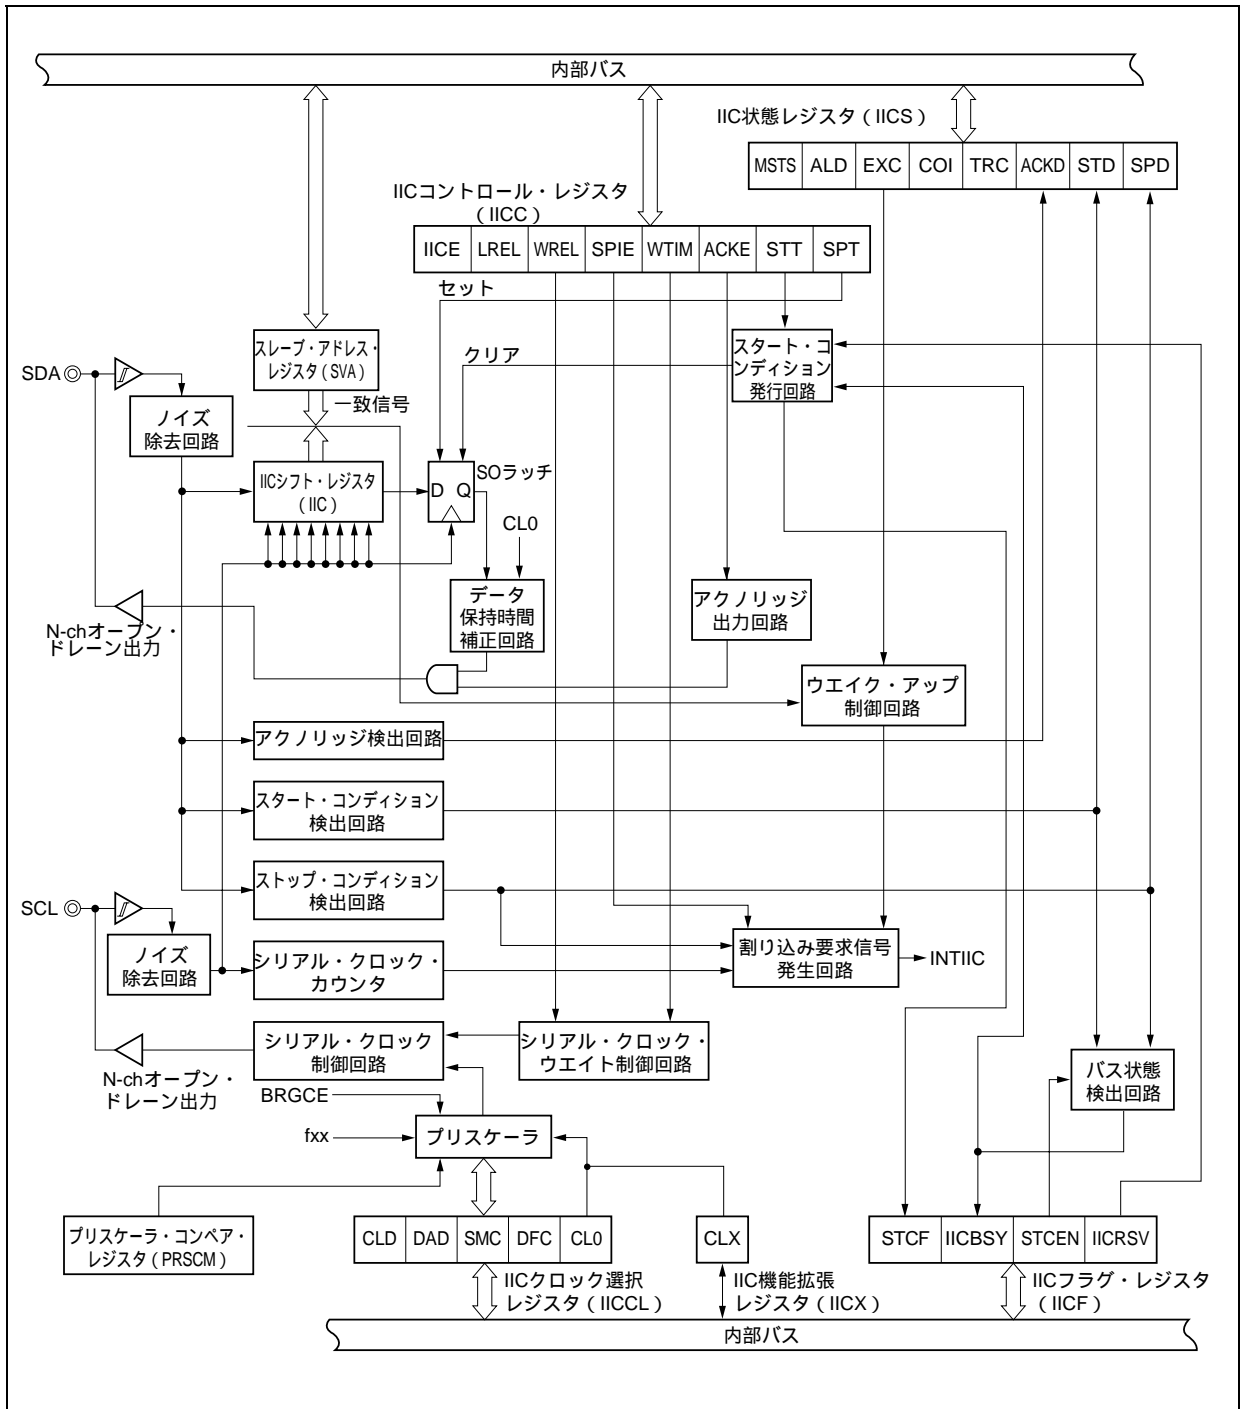 内部バス
IIC状態レジスタ（IICS）
MSTS ALD EXC COI TRC ACKD STD SPD
IICコントロール・レジスタ
（IICC）
IICE LREL WREL SPIE WTIM ACKE STT SPT
セット
スレーブ・アドレス・
レジスタ（SVA）
クリア
スタート・コ
ンディション
発行回路
SDA
ノイズ
除去回路
一致信号
IICシフト・レジスタ
（IIC）
D Q
SOラッチ
CL0
データ
保持時間
補正回路
アクノリッジ
出力回路
N-chオープン・
ドレーン出力
ウエイク・アップ
制御回路
アクノリッジ検出回路
スタート・コンディション
検出回路
ストップ・コンディション
検出回路
SCL
ノイズ
除去回路
シリアル・クロック・
カウンタ
割り込み要求信号
発生回路
INTIIC
シリアル・クロック
制御回路
シリアル・クロック・
ウエイト制御回路
N-chオープン・
ドレーン出力
バス状態
検出回路
BRGCE
fxx
プリスケーラ
プリスケーラ・コンペア・
レジスタ（PRSCM）
CLD DAD SMC DFC CL0
CLX
STCF IICBSY STCEN IICRSV
IICクロック選択
レジスタ（IICCL）
IIC機能拡張
レジスタ（IICX）
IICフラグ・レジスタ
（IICF）
内部バス